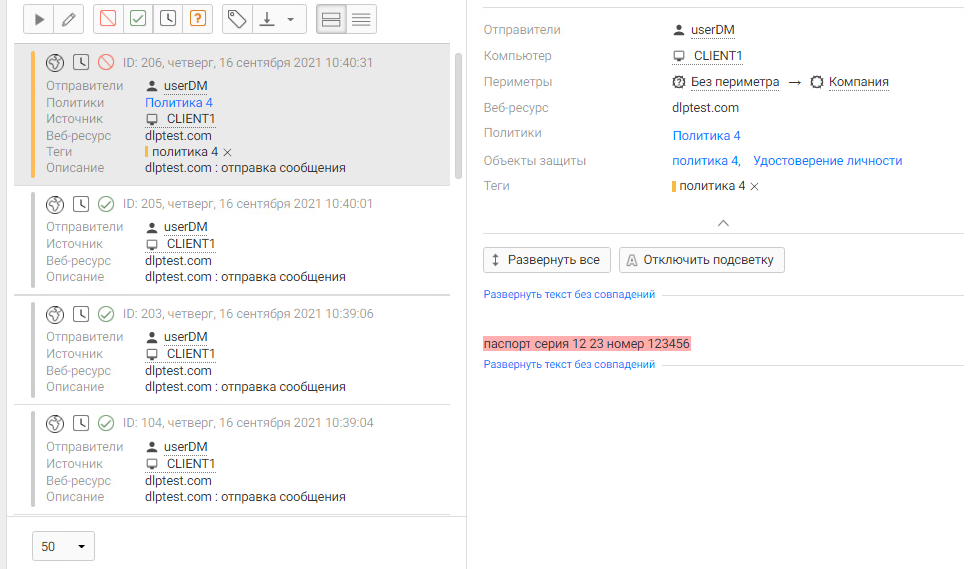 ID: 206, четверг, 16 сентября 2021 10:40:31
Отправители userDM
Политики Политика 4
Источник CLIENT1
Веб-ресурс dlptest.com
Теги политика 4 ×
Описание dlptest.com : отправка сообщения
ID: 205, четверг, 16 сентября 2021 10:40:01
Отправители userDM
Источник CLIENT1
Веб-ресурс dlptest.com
Описание dlptest.com : отправка сообщения
ID: 203, четверг, 16 сентября 2021 10:39:06
Отправители userDM
Источник CLIENT1
Веб-ресурс dlptest.com
Описание dlptest.com : отправка сообщения
ID: 104, четверг, 16 сентября 2021 10:39:04
Отправители userDM
Источник CLIENT1
Веб-ресурс dlptest.com
Описание dlptest.com : отправка сообщения
50
Отправители userDM
Компьютер CLIENT1
Периметры Без периметра → Компания
Веб-ресурс dlptest.com
Политики Политика 4
Объекты защиты политика 4, Удостоверение личности
Теги политика 4 ×
Развернуть все Отключить подсветку
Развернуть текст без совпадений
паспорт серия 12 23 номер 123456
Развернуть текст без совпадений